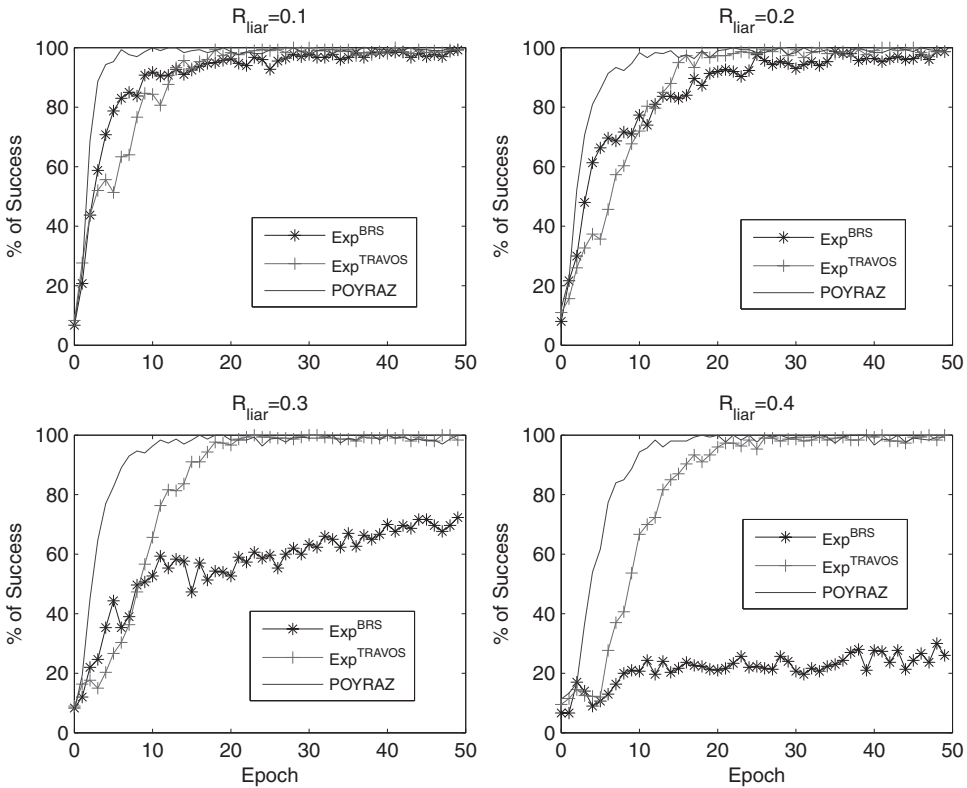 R_liar=0.1
100
80
60
40
20
0
% of Success
Exp^BRS
Exp^TRAVOS
POYRAZ
0 10 20 30 40 50
R_liar=0.2
100
80
60
40
20
0
% of Success
Exp^BRS
Exp^TRAVOS
POYRAZ
0 10 20 30 40 50
R_liar=0.3
100
80
60
40
20
0
% of Success
Exp^BRS
Exp^TRAVOS
POYRAZ
0 10 20 30 40 50
Epoch
R_liar=0.4
100
80
60
40
20
0
% of Success
Exp^BRS
Exp^TRAVOS
POYRAZ
0 10 20 30 40 50
Epoch